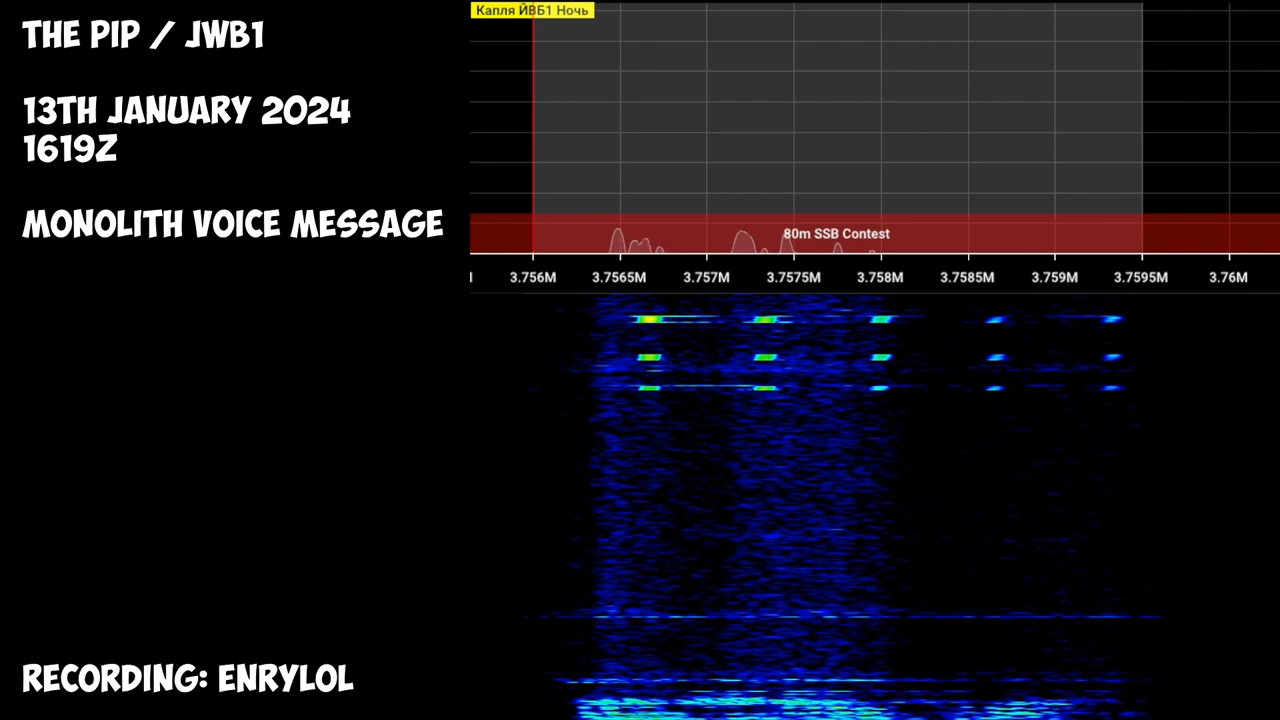 THE PIP / JWB1
13TH JANUARY 2024
1619Z
MONOLITH VOICE MESSAGE
RECORDING: ENRYLOL
Капля ЙВБ1 Ночь
80m SSB Contest
3.756M 3.7565M 3.757M 3.7575M 3.758M 3.7585M 3.759M 3.7595M 3.76M